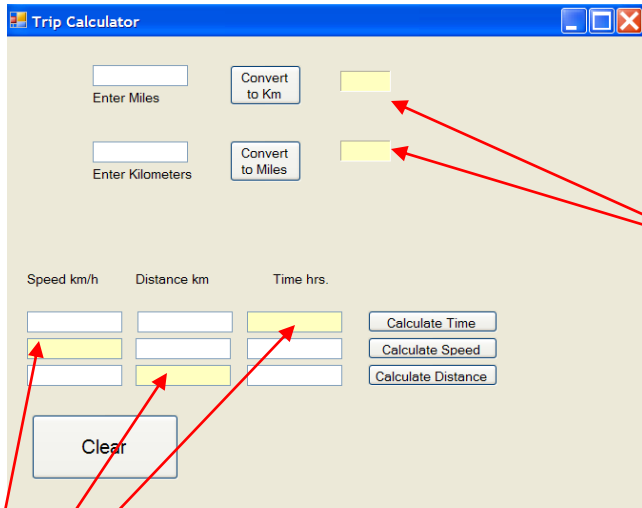 Trip Calculator
Convert
to Km
Enter Miles
Convert
to Miles
Enter Kilometers
Speed km/h Distance km Time hrs.
Calculate Time
Calculate Speed
Calculate Distance
Clear